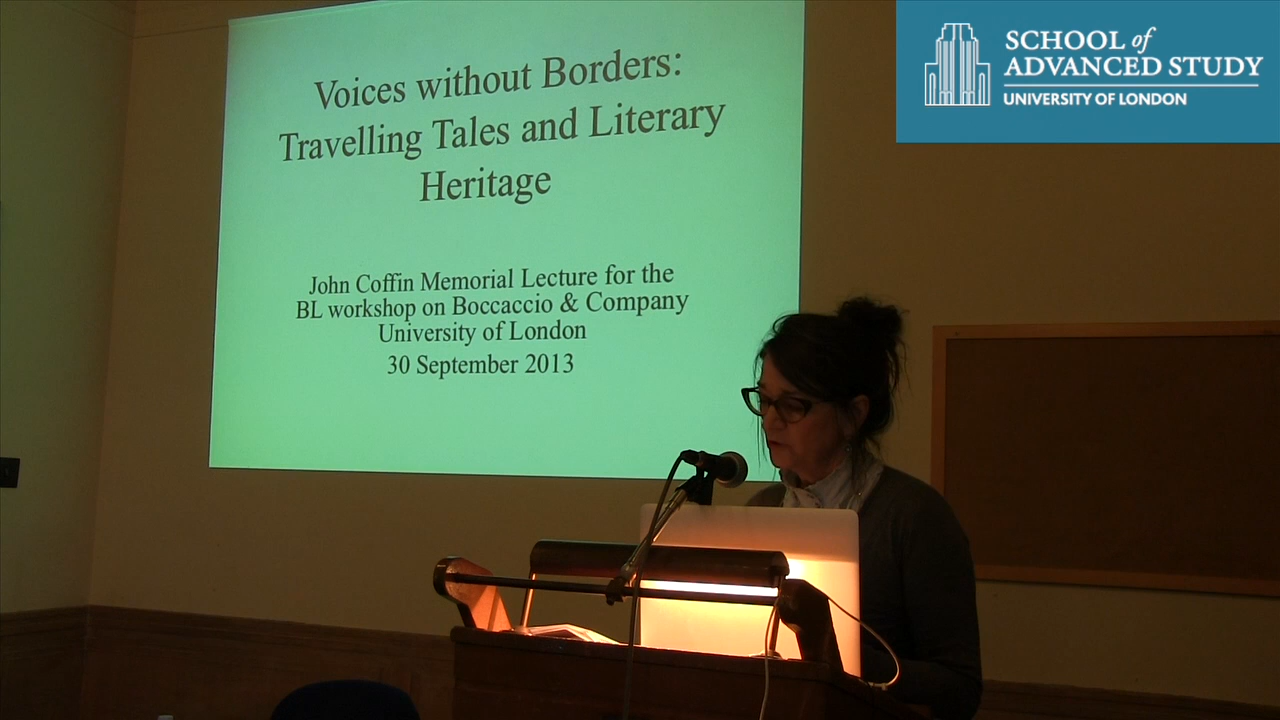 Voices without Borders:
Travelling Tales and Literary
Heritage
John Coffin Memorial Lecture for the
BL workshop on Boccaccio & Company
University of London
30 September 2013
SCHOOL of
ADVANCED STUDY
UNIVERSITY OF LONDON